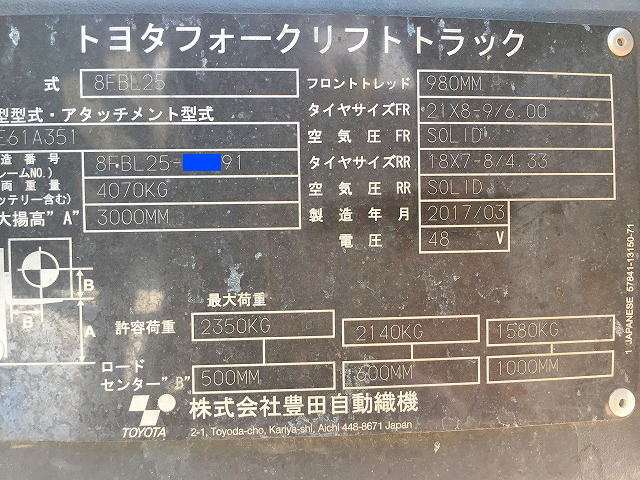 トヨタフォークリフトトラック
式 8FBL25 フロントトレッド 980MM
型型式・アタッチメント型式 タイヤサイズFR 21X8-9/6.00
E61A351 空気圧 FR SOLID
造番号 8FBL25- 91 タイヤサイズRR 18X7-8/4.33
レームNO.)
両重量 4070KG 空気圧 RR SOLID
ッテリー含む)
大揚高"A" 3000MM 製造年月 2017/03
電圧 48 V
B
B
A
最大荷重
許容荷重 2350KG 2140KG 1580KG
ロード
センター"B" 500MM 600MM 1000MM
TOYOTA 株式会社豊田自動織機
2-1, Toyoda-cho, Kariya-shi, Aichi 448-8671 Japan
1 JAPANESE 57841-13150-71